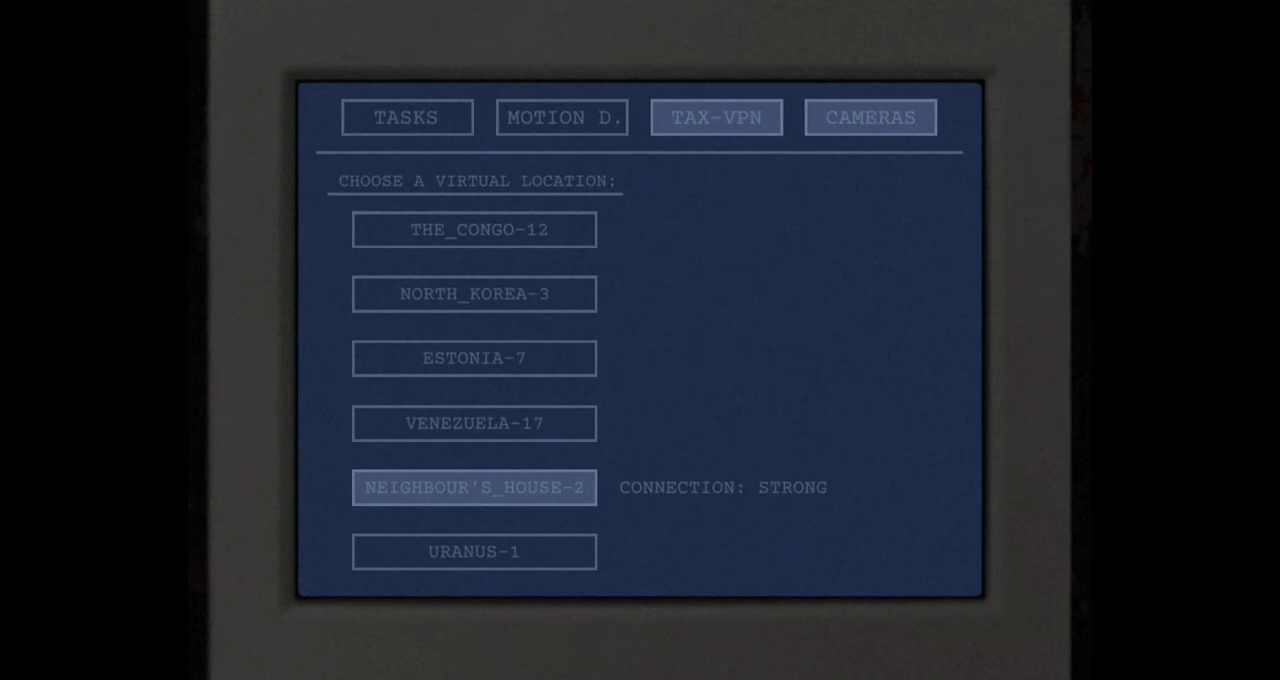 TASKS MOTION D. TAX-VPN CAMERAS
CHOOSE A VIRTUAL LOCATION:
THE_CONGO-12
NORTH_KOREA-3
ESTONIA-7
VENEZUELA-17
NEIGHBOUR'S_HOUSE-2 CONNECTION: STRONG
URANUS-1